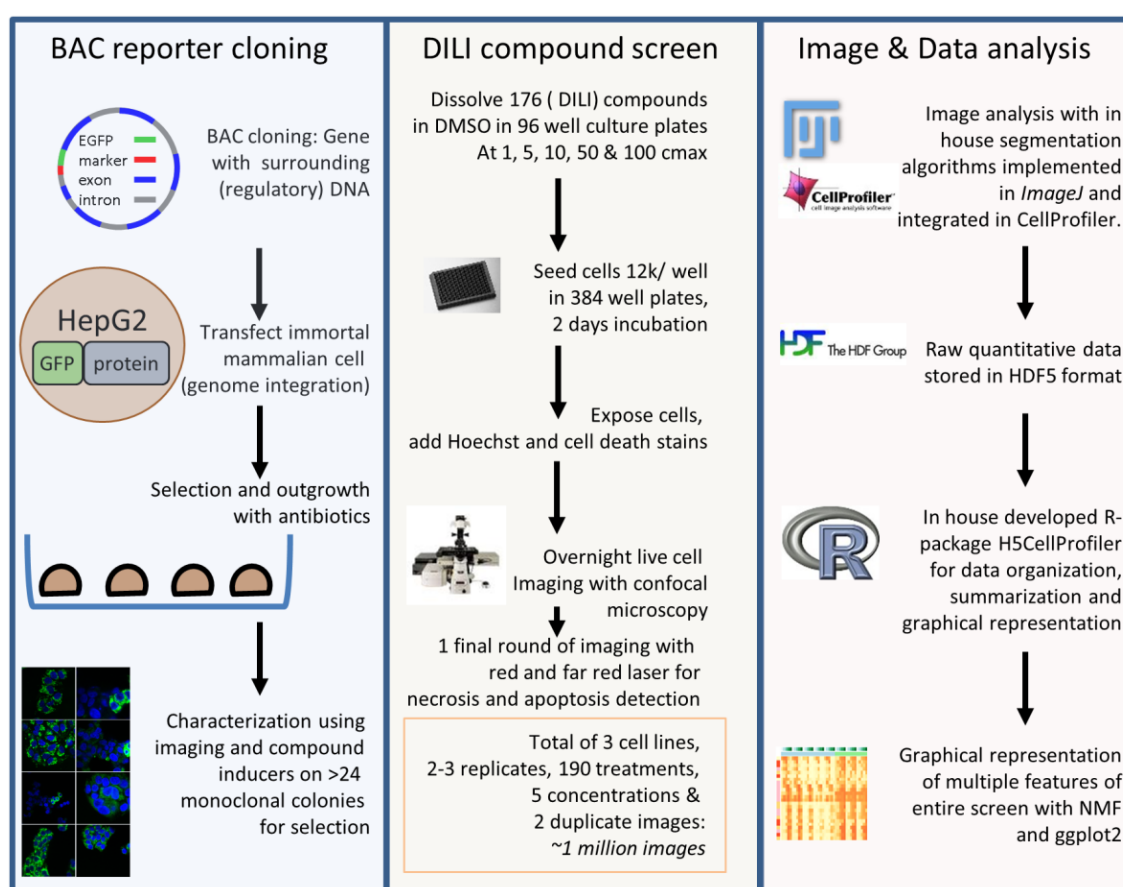 BAC reporter cloning
EGFP
marker
exon
intron
BAC cloning: Gene
with surrounding
(regulatory) DNA
HepG2
GFP
protein
Transfect immortal
mammalian cell
(genome integration)
Selection and outgrowth
with antibiotics
Characterization using
imaging and compound
inducers on >24
monoclonal colonies
for selection
DILI compound screen
Dissolve 176 ( DILI) compounds
in DMSO in 96 well culture plates
At 1, 5, 10, 50 & 100 cmax
Seed cells 12k/ well
in 384 well plates,
2 days incubation
Expose cells,
add Hoechst and cell death stains
Overnight live cell
Imaging with confocal
microscopy
1 final round of imaging with
red and far red laser for
necrosis and apoptosis detection
Total of 3 cell lines,
2-3 replicates, 190 treatments,
5 concentrations &
2 duplicate images:
~1 million images
Image & Data analysis
CellProfiler
cell image analysis software
Image analysis with in
house segmentation
algorithms implemented
in ImageJ and
integrated in CellProfiler.
HDF The HDF Group
Raw quantitative data
stored in HDF5 format
R
In house developed R-
package H5CellProfiler
for data organization,
summarization and
graphical representation
Graphical representation
of multiple features of
entire screen with NMF
and ggplot2